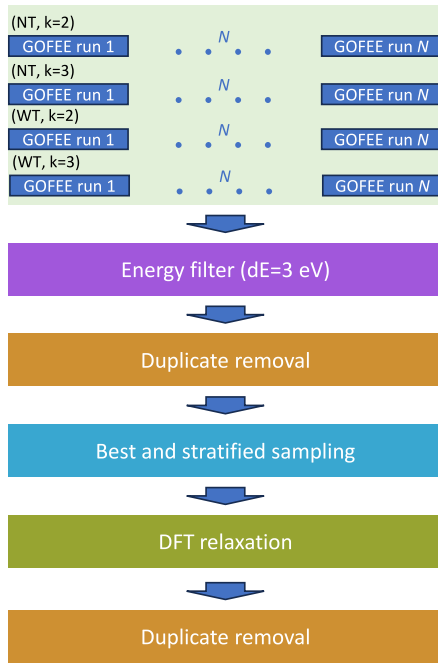 (NT, k=2)
GOFEE run 1 N GOFEE run N
(NT, k=3)
GOFEE run 1 N GOFEE run N
(WT, k=2)
GOFEE run 1 N GOFEE run N
(WT, k=3)
GOFEE run 1 N GOFEE run N
Energy filter (dE=3 eV)
Duplicate removal
Best and stratified sampling
DFT relaxation
Duplicate removal